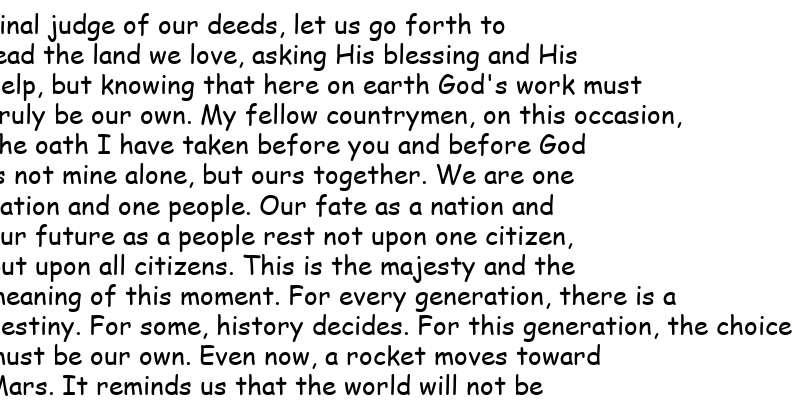 inal judge of our deeds, let us go forth to
ead the land we love, asking His blessing and His
elp, but knowing that here on earth God's work must
ruly be our own. My fellow countrymen, on this occasion,
he oath I have taken before you and before God
s not mine alone, but ours together. We are one
ation and one people. Our fate as a nation and
ur future as a people rest not upon one citizen,
ut upon all citizens. This is the majesty and the
eaning of this moment. For every generation, there is a
estiny. For some, history decides. For this generation, the choice
ust be our own. Even now, a rocket moves toward
Mars. It reminds us that the world will not be